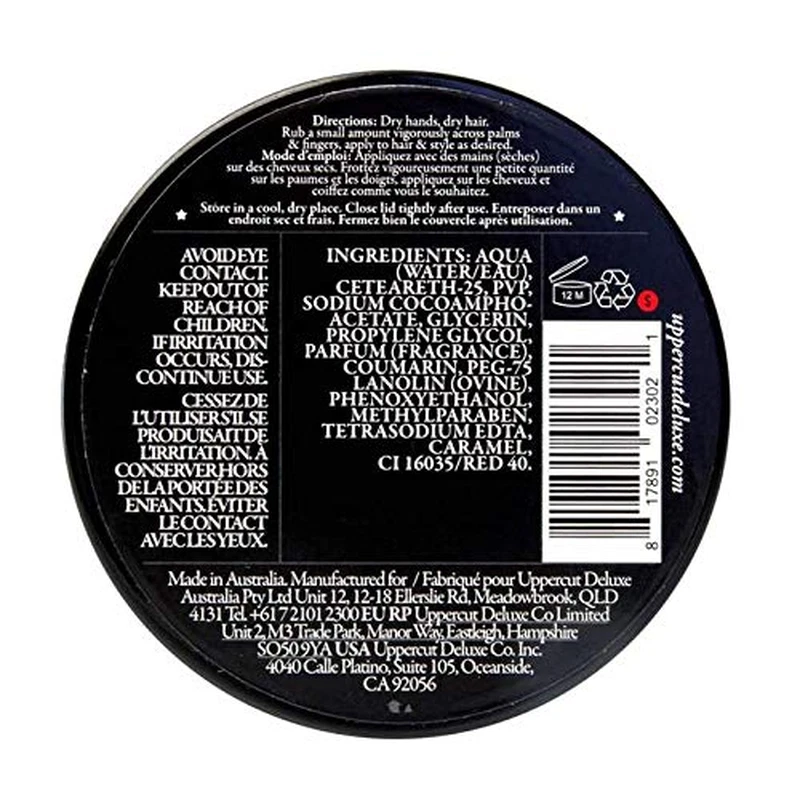 Directions: Dry hands, dry hair.
Rub a small amount vigorously across palms
& fingers, apply to hair & style as desired.
Mode d'emploi: Appliquez avec des mains (sèches)
sur des cheveux secs. Frottez vigoureusement une petite quantité
sur les paumes et les doigts, appliquez sur les cheveux et
coiffez comme vous le souhaitez.
Store in a cool, dry place. Close lid tightly after use. Entreposer dans un
endroit sec et frais. Fermez bien le couvercle après utilisation.
AVOID EYE
CONTACT.
KEEP OUT OF
REACH OF
CHILDREN.
IF IRRITATION
OCCURS, DIS-
CONTINUE USE.
CESSEZ DE
L'UTILISER S'IL SE
PRODUISAIT DE
L'IRRITATION. À
CONSERVER HORS
DE LA PORTÉE DES
ENFANTS. ÉVITER
LE CONTACT
AVEC LES YEUX.
INGREDIENTS: AQUA
(WATER/EAU),
CETEARETH-25, PVP,
SODIUM COCOAMPHO-
ACETATE, GLYCERIN,
PROPYLENE GLYCOL,
PARFUM (FRAGRANCE),
COUMARIN, PEG-75
LANOLIN (OVINE),
PHENOXYETHANOL,
METHYLPARABEN,
TETRASODIUM EDTA,
CARAMEL,
CI 16035/RED 40.
12 M
S
8 17891 02302 1
uppercutdeluxe.com
Made in Australia. Manufactured for / Fabriqué pour Uppercut Deluxe
Australia Pty Ltd Unit 12, 12-18 Ellerslie Rd, Meadowbrook, QLD
4131 Tel. +61 7 2101 2300 EU RP Uppercut Deluxe Co Limited
Unit 2, M3 Trade Park, Manor Way, Eastleigh, Hampshire
SO50 9YA USA Uppercut Deluxe Co. Inc.
4040 Calle Platino, Suite 105, Oceanside,
CA 92056